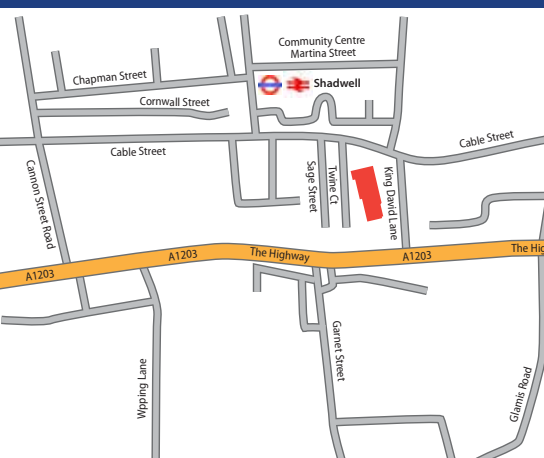 Community Centre
Martina Street
Chapman Street
Shadwell
Cornwall Street
Cable Street
Cable Street
Cannon Street Road
Sage Street
Twine Ct
King David Lane
A1203
A1203
The Highway
A1203
The Hig
Wpping Lane
Garnet Street
Glamis Road